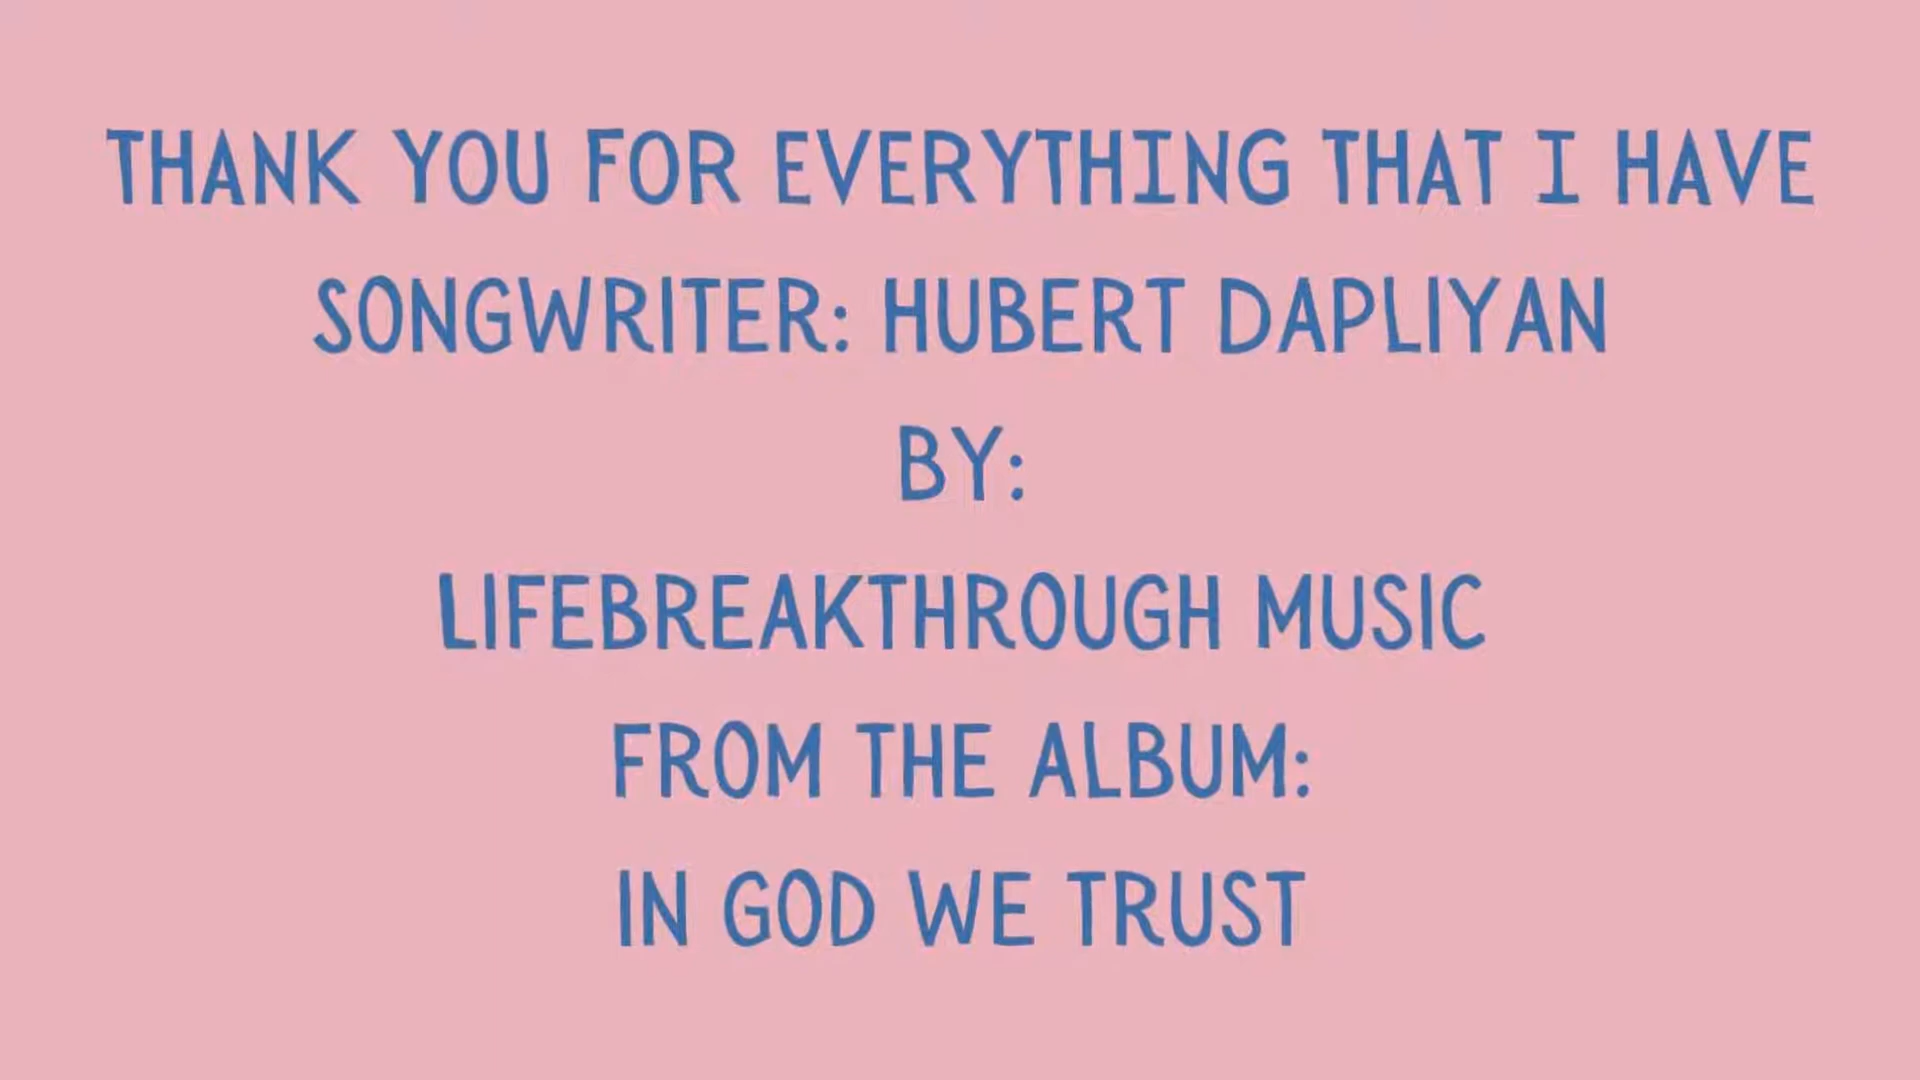 THANK YOU FOR EVERYTHING THAT I HAVE
SONGWRITER: HUBERT DAPLIYAN
BY:
LIFEBREAKTHROUGH MUSIC
FROM THE ALBUM:
IN GOD WE TRUST